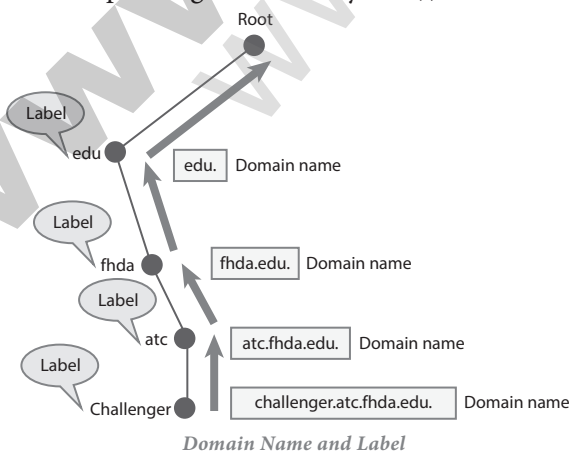 Root
Label
edu
edu. Domain name
Label
fhda
fhda.edu. Domain name
Label
atc
atc.fhda.edu. Domain name
Label
Challenger
challenger.atc.fhda.edu. Domain name
Domain Name and Label